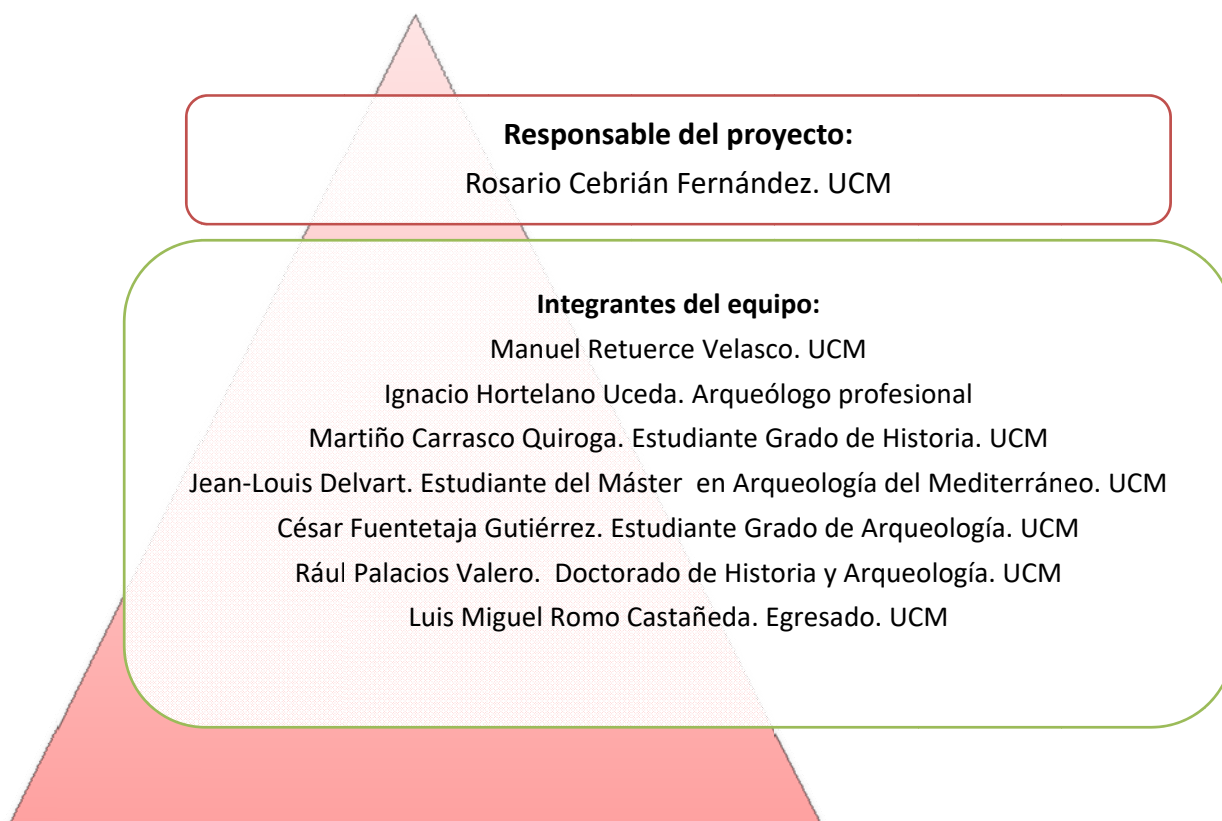 Responsable del proyecto:
Rosario Cebrián Fernández. UCM
Integrantes del equipo:
Manuel Retuerce Velasco. UCM
Ignacio Hortelano Uceda. Arqueólogo profesional
Martiño Carrasco Quiroga. Estudiante Grado de Historia. UCM
Jean-Louis Delvart. Estudiante del Máster en Arqueología del Mediterráneo. UCM
César Fuentetaja Gutiérrez. Estudiante Grado de Arqueología. UCM
Rául Palacios Valero. Doctorado de Historia y Arqueología. UCM
Luis Miguel Romo Castañeda. Egresado. UCM